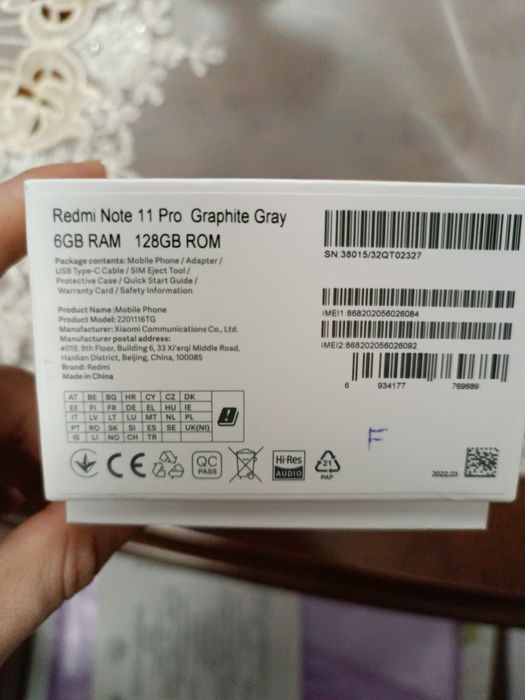 Redmi Note 11 Pro Graphite Gray
6GB RAM 128GB ROM
Package contents: Mobile Phone / Adapter /
USB Type-C Cable / SIM Eject Tool /
Protective Case / Quick Start Guide /
Warranty Card / Safety Information
Product Name:Mobile Phone
Product Model:2201116TG
Manufacturer: Xiaomi Communications Co., Ltd.
Manufacturer postal address:
#019, 9th Floor, Building 6, 33 Xi'erqi Middle Road,
Haidian District, Beijing, China, 100085
Brand: Redmi
Made in China
AT BE BG HR CY CZ DK
EE FI FR DE EL HU IE
IT LV LT LU MT NL PL
PT RO SK SI ES SE UK(NI)
IS LI NO CH TR
CE
QC
PASS
Hi-Res
AUDIO
21
PAP
SN:38015/32QT02327
IMEI1:868202056026084
IMEI2:868202056026092
6 934177 769689
F
2022.03